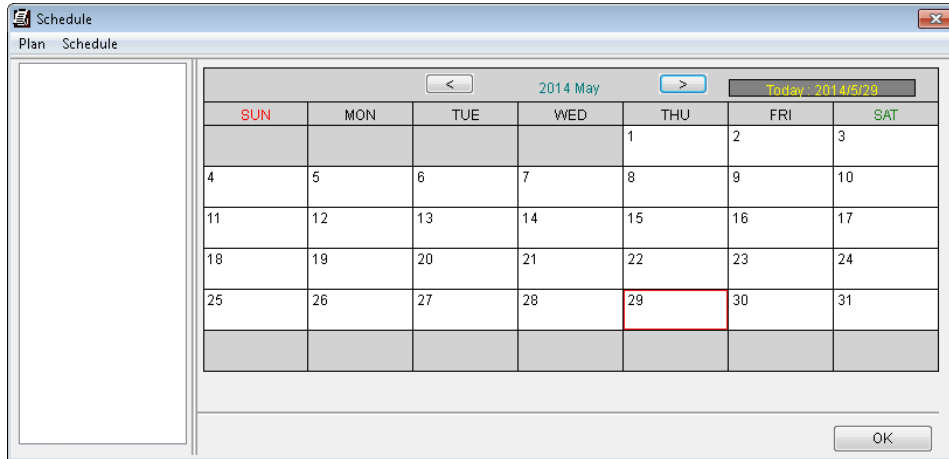 Schedule
Plan Schedule
< 2014 May > Today : 2014/5/29
SUN MON TUE WED THU FRI SAT
1 2 3
4 5 6 7 8 9 10
11 12 13 14 15 16 17
18 19 20 21 22 23 24
25 26 27 28 29 30 31
OK